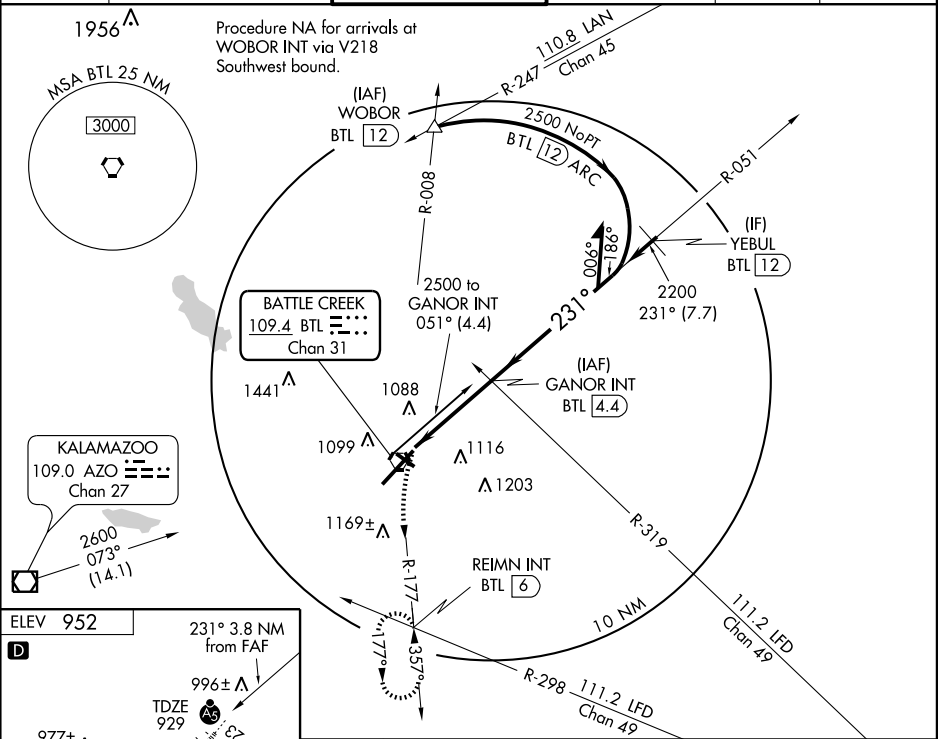 1956
Procedure NA for arrivals at
WOBOR INT via V218
Southwest bound.
MSA BTL 25 NM
3000
(IAF)
WOBOR
BTL 12
110.8 LAN
R-247
Chan 45
2500 NoPT
BTL 12 ARC
R-051
R-008
(IF)
YEBUL
BTL 12
006°
186°
2200
231° (7.7)
2500 to
GANOR INT
051° (4.4)
231°
BATTLE CREEK
109.4 BTL
Chan 31
(IAF)
GANOR INT
BTL 4.4
1441
1088
1099
1116
1203
KALAMAZOO
109.0 AZO
Chan 27
2600
073°
(14.1)
1169±
R-177
REIMN INT
BTL 6
R-319
10 NM
111.2 LFD
Chan 49
177°
357°
R-298
111.2 LFD
Chan 49
ELEV 952
D
231° 3.8 NM
from FAF
996±
TDZE
929
A5
23
977±